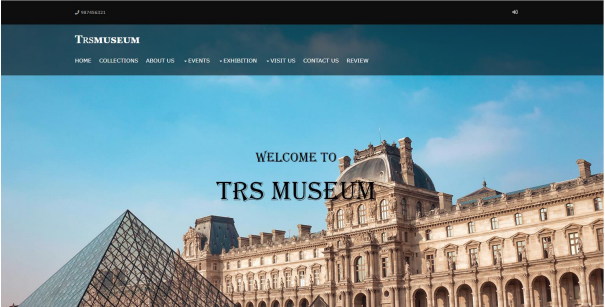 987456321
TRSMUSEUM
HOME COLLECTIONS ABOUT US EVENTS EXHIBITION VISIT US CONTACT US REVIEW
WELCOME TO
TRS MUSEUM